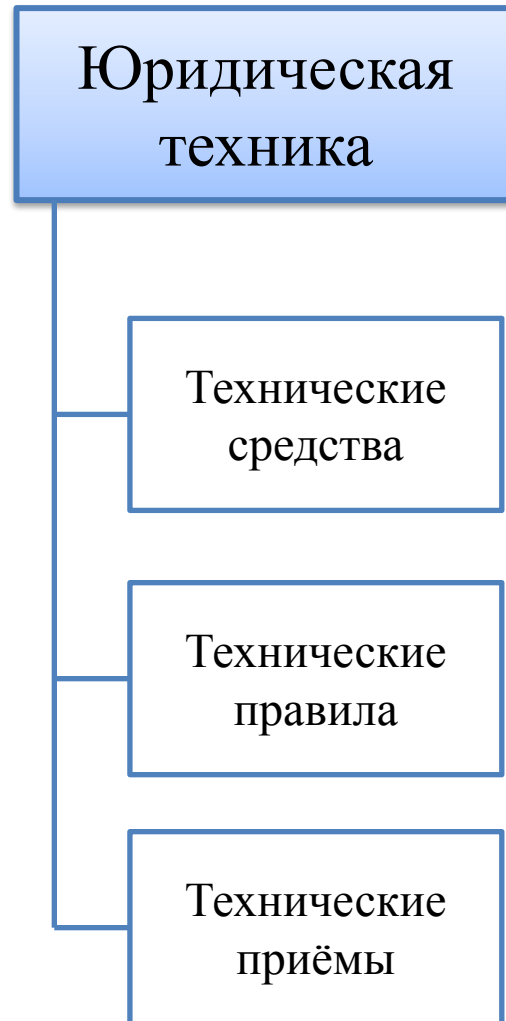 Юридическая
техника
Технические
средства
Технические
правила
Технические
приёмы